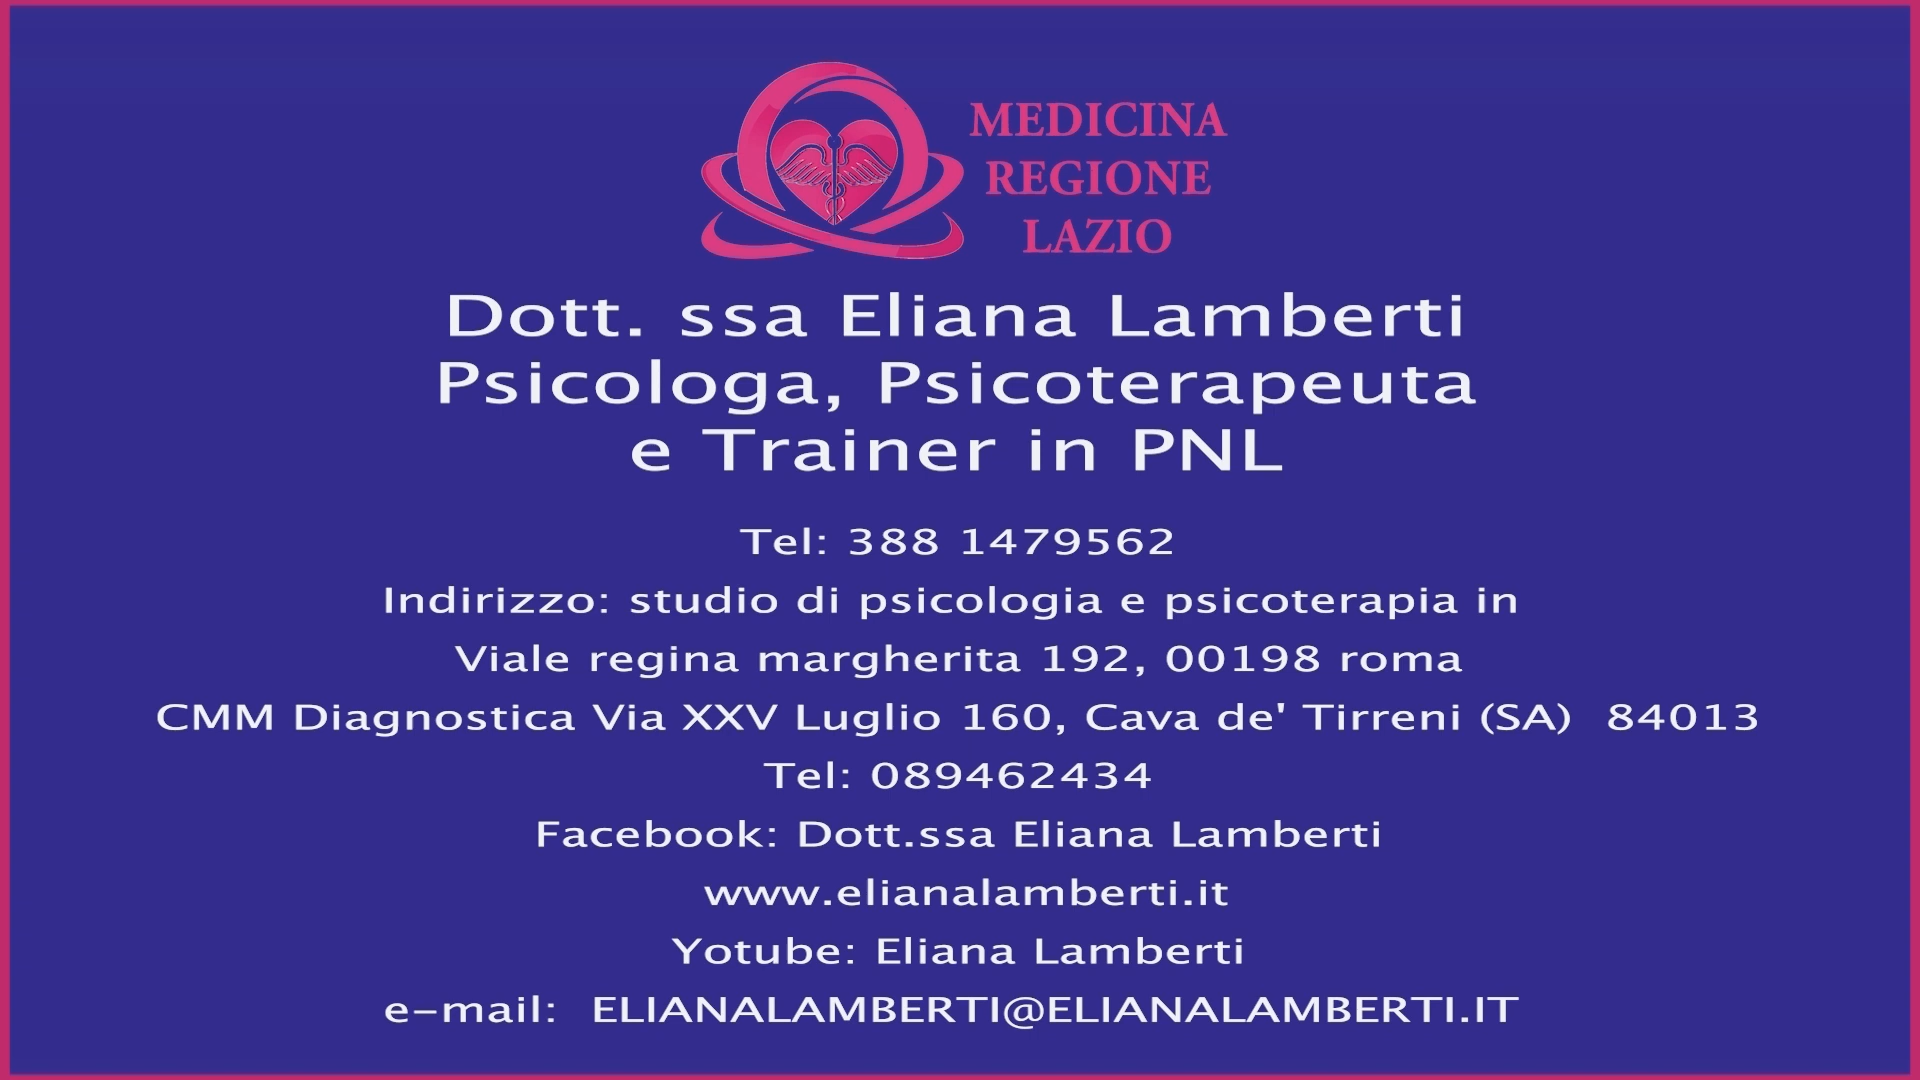 MEDICINA
REGIONE
LAZIO
Dott. ssa Eliana Lamberti
Psicologa, Psicoterapeuta
e Trainer in PNL
Tel: 388 1479562
Indirizzo: studio di psicologia e psicoterapia in
Viale regina margherita 192, 00198 roma
CMM Diagnostica Via XXV Luglio 160, Cava de' Tirreni (SA)  84013
Tel: 089462434
Facebook: Dott.ssa Eliana Lamberti
www.elianalamberti.it
Yotube: Eliana Lamberti
e-mail:  ELIANALAMBERTI@ELIANALAMBERTI.IT